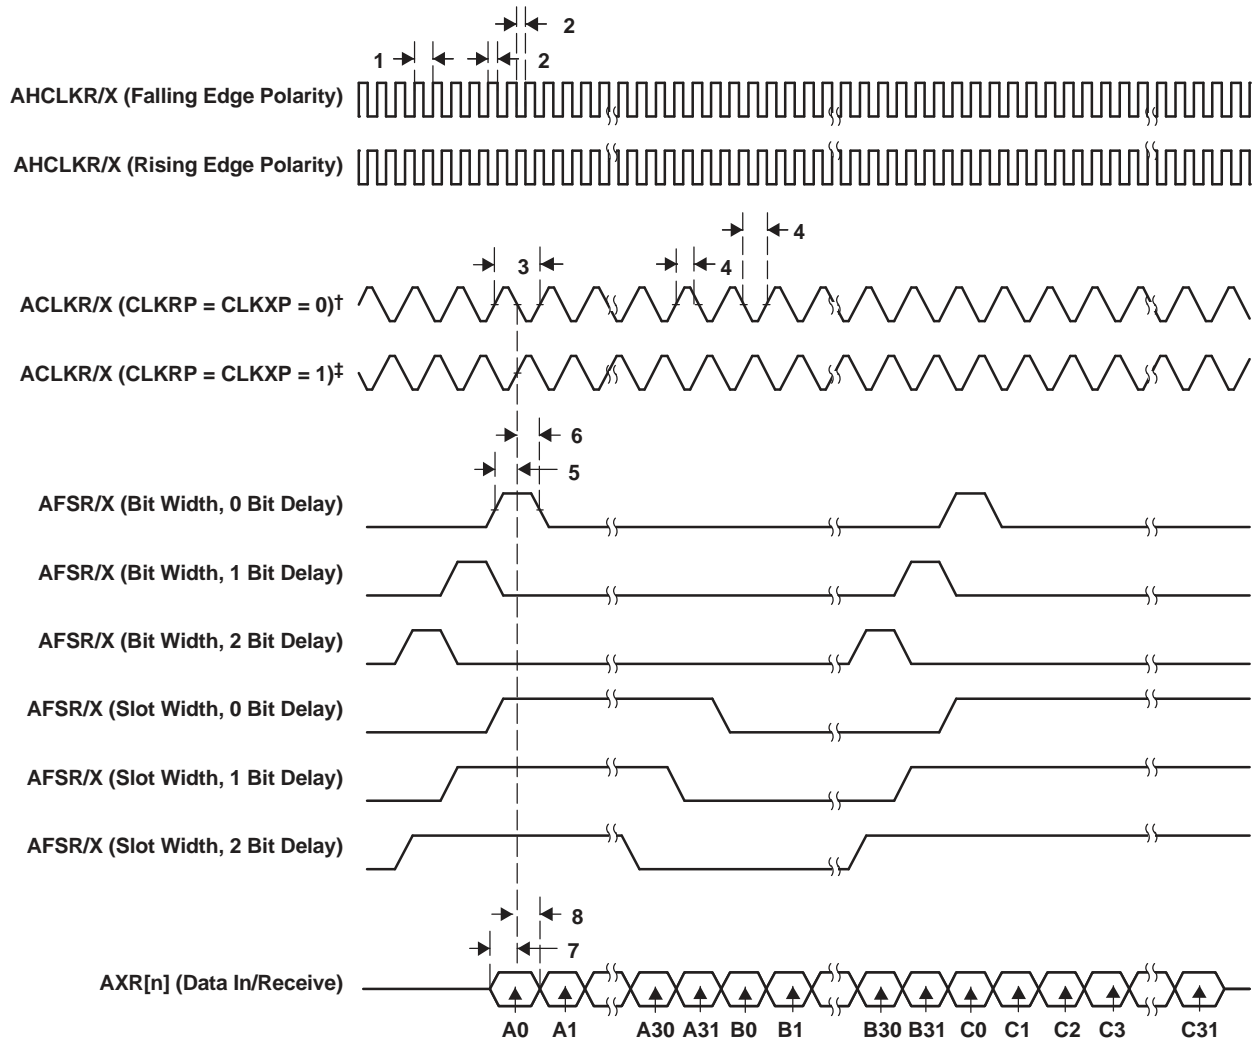 2
1
2
AHCLKR/X (Falling Edge Polarity)
AHCLKR/X (Rising Edge Polarity)
4
3
4
ACLKR/X (CLKRP = CLKXP = 0)†
ACLKR/X (CLKRP = CLKXP = 1)‡
6
5
AFSR/X (Bit Width, 0 Bit Delay)
AFSR/X (Bit Width, 1 Bit Delay)
AFSR/X (Bit Width, 2 Bit Delay)
AFSR/X (Slot Width, 0 Bit Delay)
AFSR/X (Slot Width, 1 Bit Delay)
AFSR/X (Slot Width, 2 Bit Delay)
8
7
AXR[n] (Data In/Receive)
A0 A1 A30 A31 B0 B1 B30 B31 C0 C1 C2 C3 C31